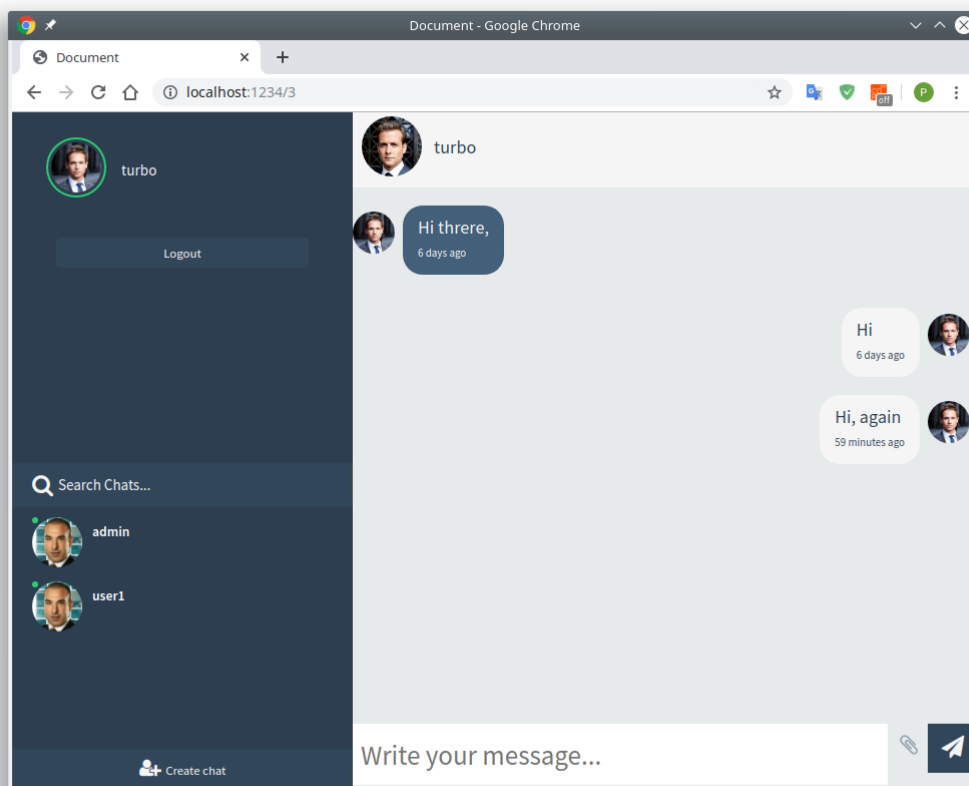 Document - Google Chrome
Document
localhost:1234/3
off
P
turbo
turbo
Logout
Hi threre,
6 days ago
Hi
6 days ago
Hi, again
59 minutes ago
Search Chats...
admin
user1
Write your message...
Create chat